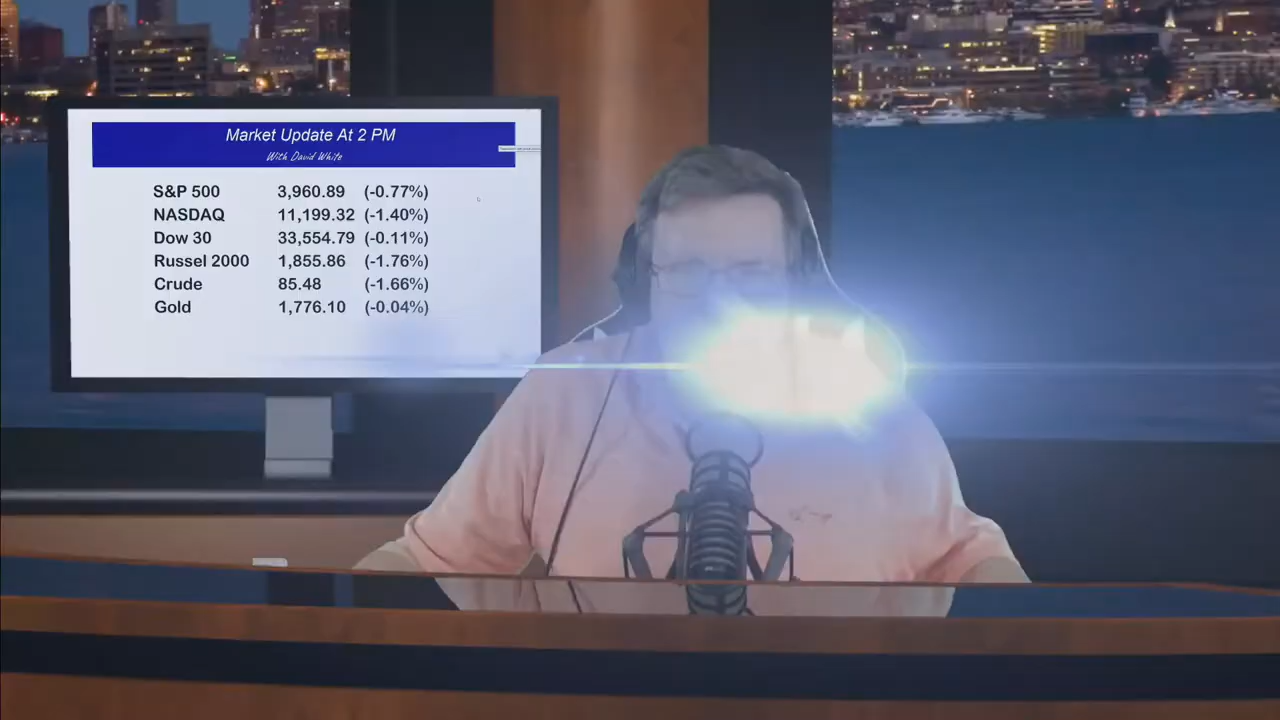 Market Update At 2 PM
With David White
S&P 500 3,960.89 (-0.77%)
NASDAQ 11,199.32 (-1.40%)
Dow 30 33,554.79 (-0.11%)
Russel 2000 1,855.86 (-1.76%)
Crude 85.48 (-1.66%)
Gold 1,776.10 (-0.04%)